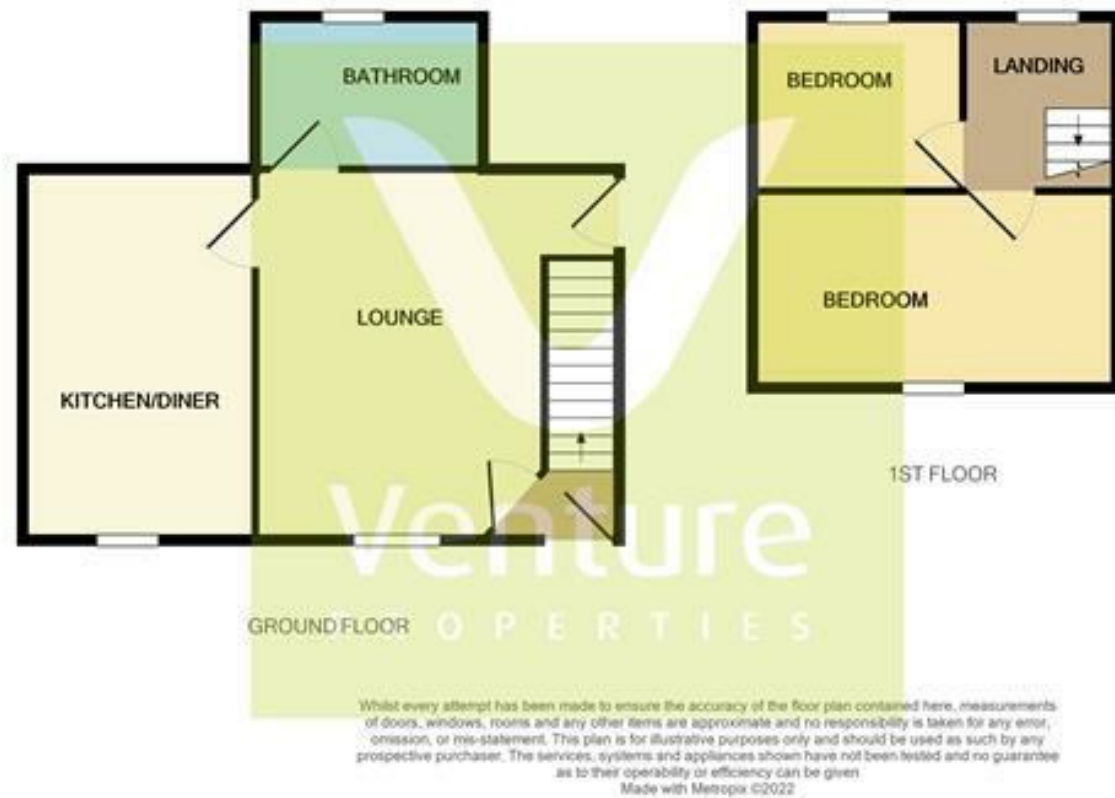 BATHROOM
BEDROOM
LANDING
LOUNGE
BEDROOM
KITCHEN/DINER
1ST FLOOR
Venture
PROPERTIES
GROUND FLOOR
Whilst every attempt has been made to ensure the accuracy of the floor plan contained here, measurements
of doors, windows, rooms and any other items are approximate and no responsibility is taken for any error,
omission, or mis-statement. This plan is for illustrative purposes only and should be used as such by any
prospective purchaser. The services, systems and appliances shown have not been tested and no guarantee
as to their operability or efficiency can be given
Made with Metropix ©2022